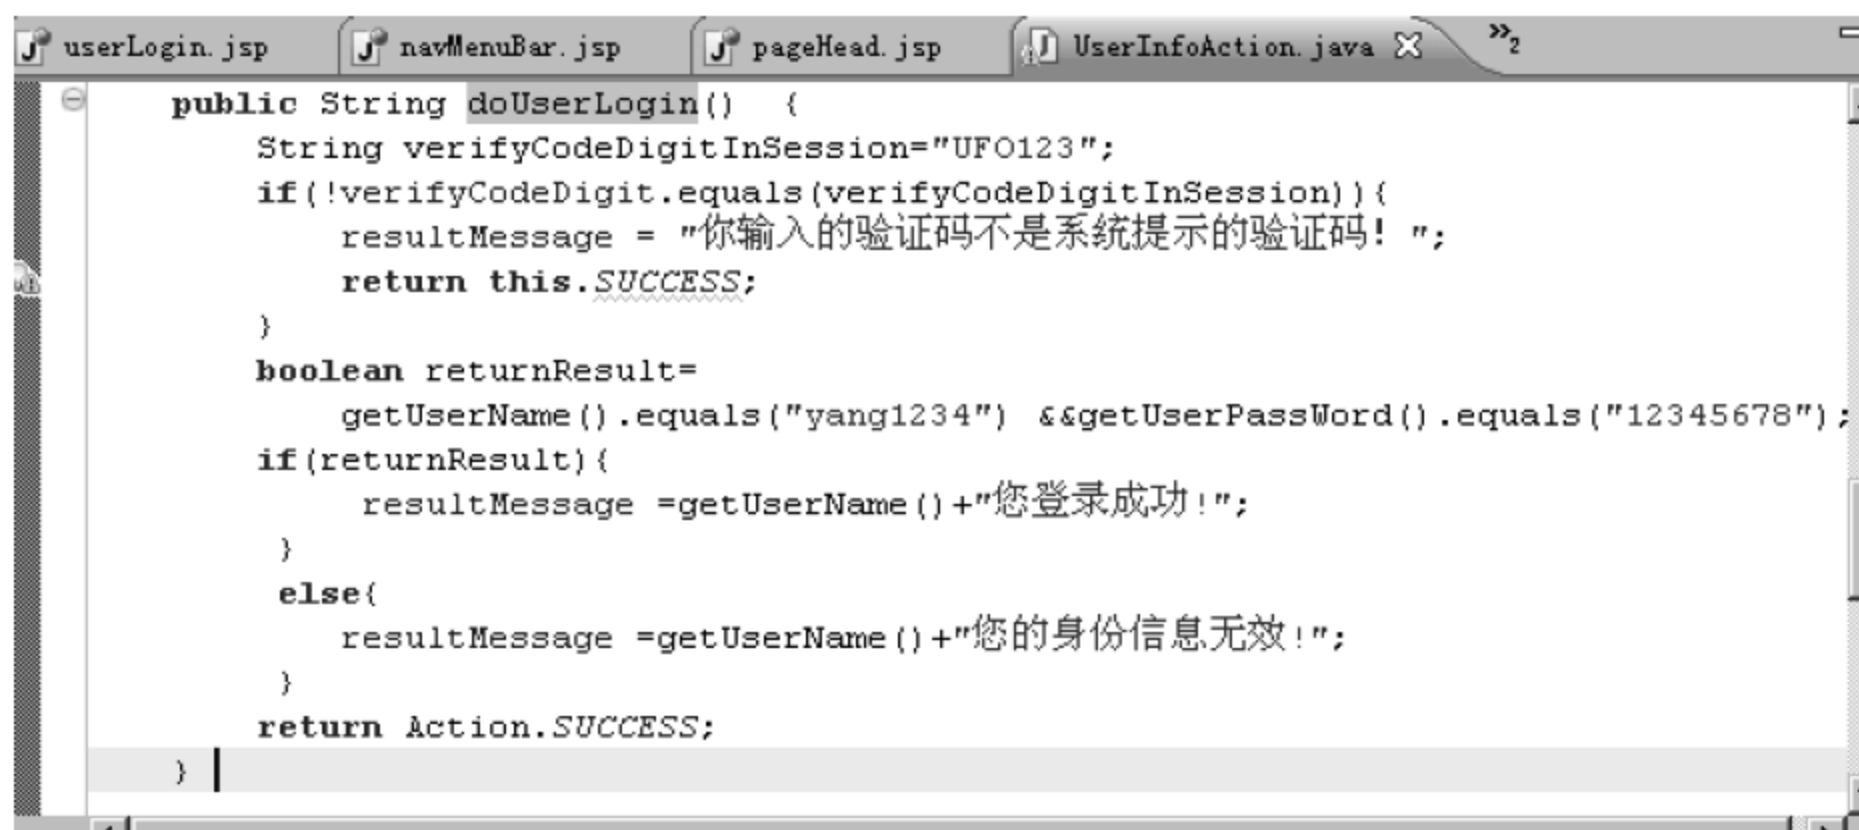 userLogin.jsp navMenuBar.jsp pageHead.jsp UserInfoAction.java »2
public String doUserLogin() {
String verifyCodeDigitInSession="UFO123";
if(!verifyCodeDigit.equals(verifyCodeDigitInSession)){
resultMessage = "你输入的验证码不是系统提示的验证码! ";
return this.SUCCESS;
}
boolean returnResult=
getUserName().equals("yang1234") &&getUserPassWord().equals("12345678");
if(returnResult){
resultMessage =getUserName()+"您登录成功!";
}
else{
resultMessage =getUserName()+"您的身份信息无效!";
}
return Action.SUCCESS;
}